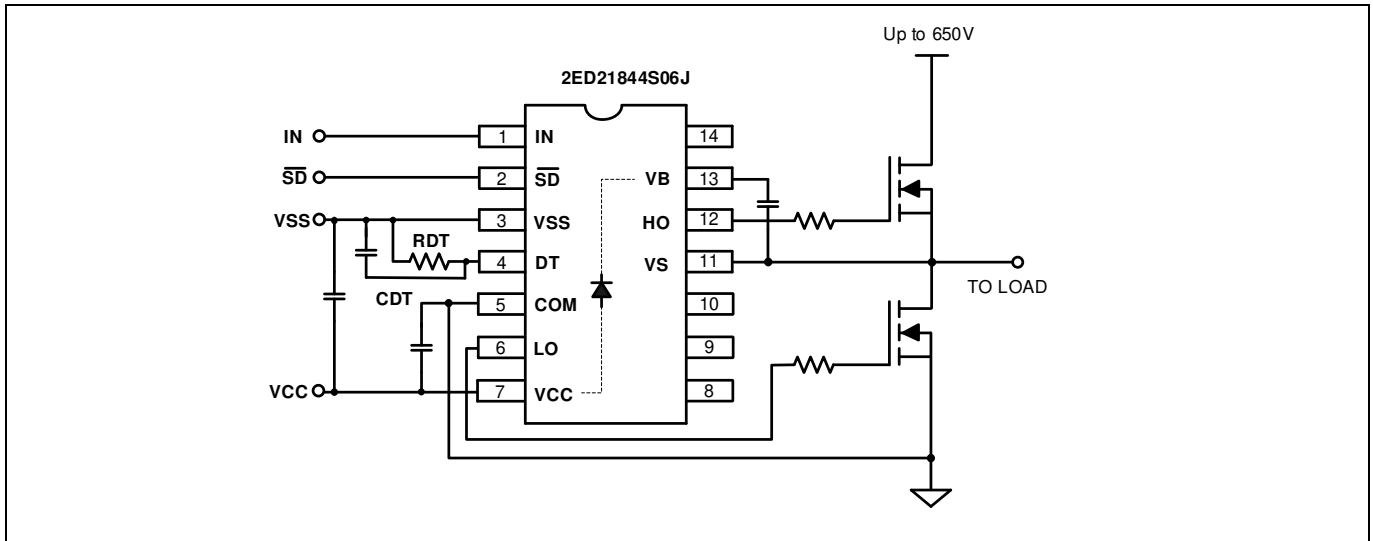 Up to 650V
2ED21844S06J
IN 1 IN 14
SD 2 SD VB 13
VSS 3 VSS HO 12
RDT
4 DT VS 11
TO LOAD
CDT
5 COM 10
6 LO 9
VCC 7 VCC 8